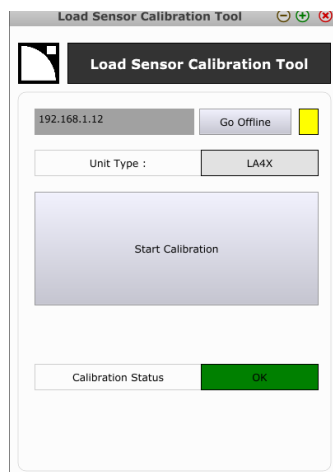 Load Sensor Calibration Tool
Load Sensor Calibration Tool
192.168.1.12
Go Offline
Unit Type :
LA4X
Start Calibration
Calibration Status
OK